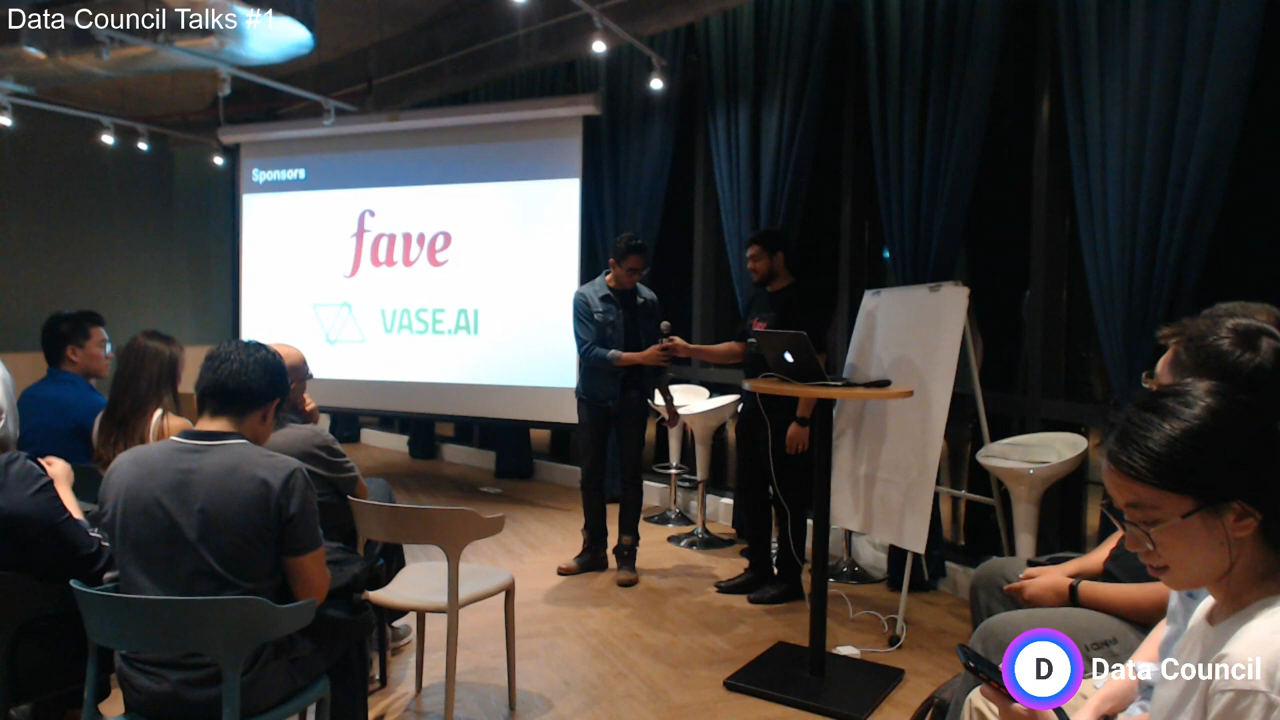 Data Council Talks #1
Sponsors
fave
VASE.AI
D Data Council